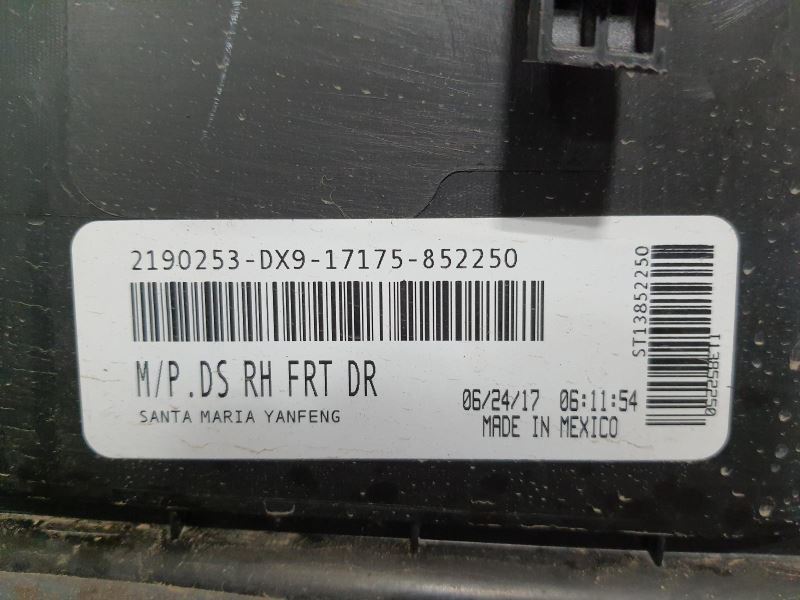 2190253-DX9-17175-852250
M/P.DS RH FRT DR
SANTA MARIA YANFENG
06/24/17 06:11:54
MADE IN MEXICO
ST13852250